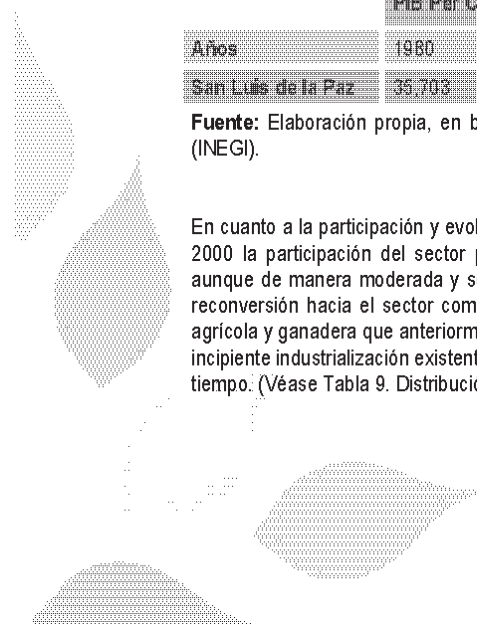 PIB Per C
Años 1980
San Luis de la Paz 35,703
Fuente: Elaboración propia, en b
(INEGI).
En cuanto a la participación y evol
2000 la participación del sector p
aunque de manera moderada y s
reconversión hacia el sector com
agrícola y ganadera que anteriorm
incipiente industrialización existent
tiempo. (Véase Tabla 9. Distribució